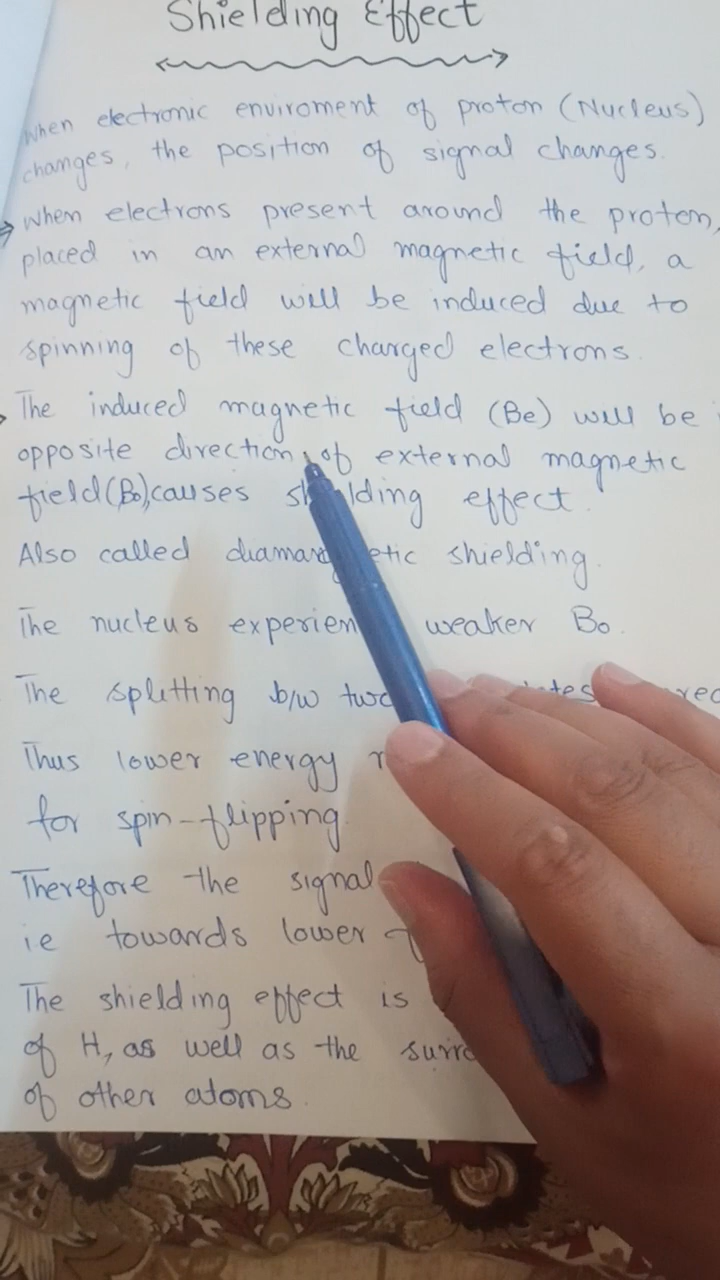 Shielding Effect
When electronic enviroment of proton (Nucleus)
changes, the position of signal changes.
When electrons present around the proton,
placed in an external magnetic field, a
magnetic field will be induced due to
spinning of these charged electrons.
The induced magnetic field (Be) will be
opposite direction of external magnetic
field (Bo), causes effect.
Also called shielding.
The nucleus weaker Bo.
The splitting b/w
Thus lower energy
for spin-flipping.
Therefore the signal
ie towards lower
The shielding effect is
of H, as well as the
of other atoms.